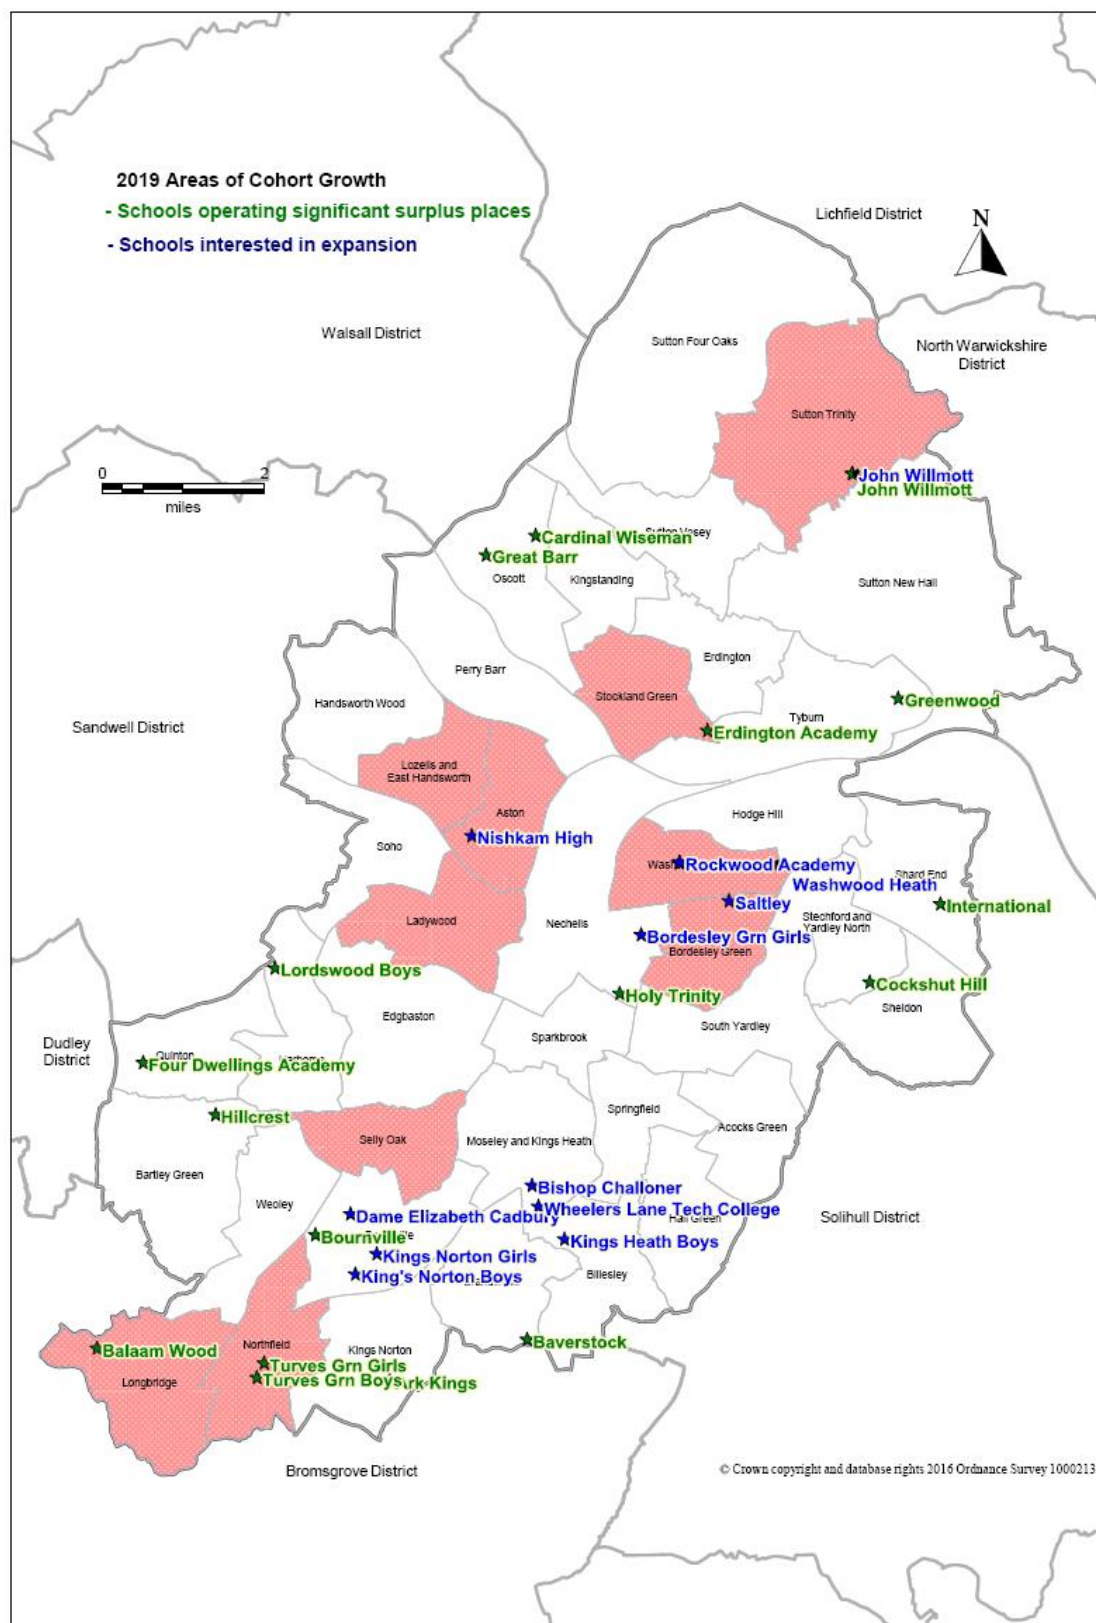 2019 Areas of Cohort Growth
- Schools operating significant surplus places
- Schools interested in expansion
Lichfield District
N
Walsall District
North Warwickshire
District
Sutton Four Oaks
Sutton Trinity
0 2
miles
John Willmott
John Willmott
Cardinal Wiseman
Great Barr
Oscott
Kingstanding
Sutton New Hall
Erdington
Perry Barr
Stockland Green
Handsworth Wood
Greenwood
Sandwell District
Tyburn
Erdington Academy
Lozells and
East Handsworth
Aston
Hodge Hill
Nishkam High
Soho
Rockwood Academy
Shard End
Washwood Heath
Saltley
International
Ladywood
Nechells
Stechford and
Yardley North
Bordesley Grn Girls
Bordesley Green
Lordswood Boys
Cockshut Hill
Holy Trinity
Sheldon
Edgbaston
Sparkbrook
South Yardley
Dudley
District
Quinton
Four Dwellings Academy
Hillcrest
Springfield
Acocks Green
Selly Oak
Moseley and Kings Heath
Bartley Green
Weoley
Bishop Challoner
Wheelers Lane Tech College
Dame Elizabeth Cadbury
Hall Green
Solihull District
Bournville
Kings Heath Boys
Kings Norton Girls
King's Norton Boys
Billesley
Baverstock
Balaam Wood
Northfield
Kings Norton
Turves Grn Girls
Turves Grn Boys
Ark Kings
Longbridge
Bromsgrove District
© Crown copyright and database rights 2016 Ordnance Survey 1000213